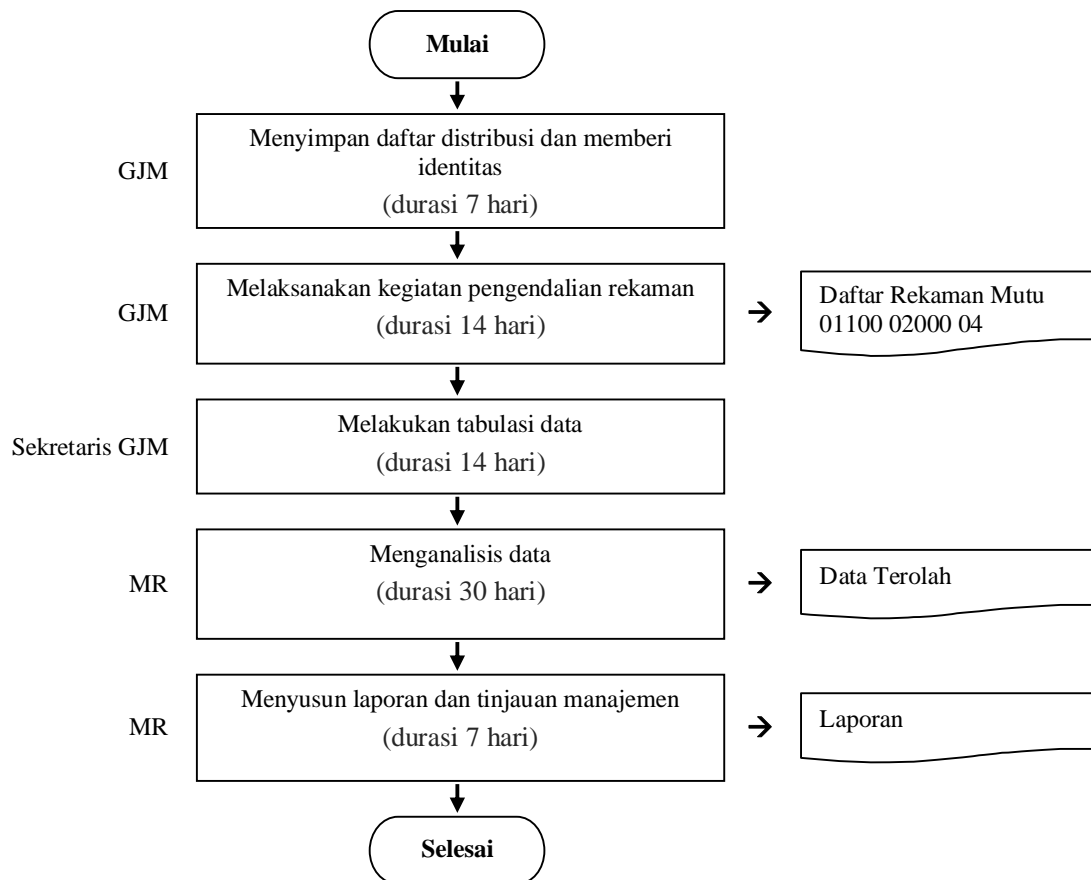 Mulai
Menyimpan daftar distribusi dan memberi
identitas
(durasi 7 hari)
GJM
Melaksanakan kegiatan pengendalian rekaman
(durasi 14 hari)
GJM
Daftar Rekaman Mutu
01100 02000 04
Melakukan tabulasi data
(durasi 14 hari)
Sekretaris GJM
Menganalisis data
(durasi 30 hari)
MR
Data Terolah
Menyusun laporan dan tinjauan manajemen
(durasi 7 hari)
MR
Laporan
Selesai